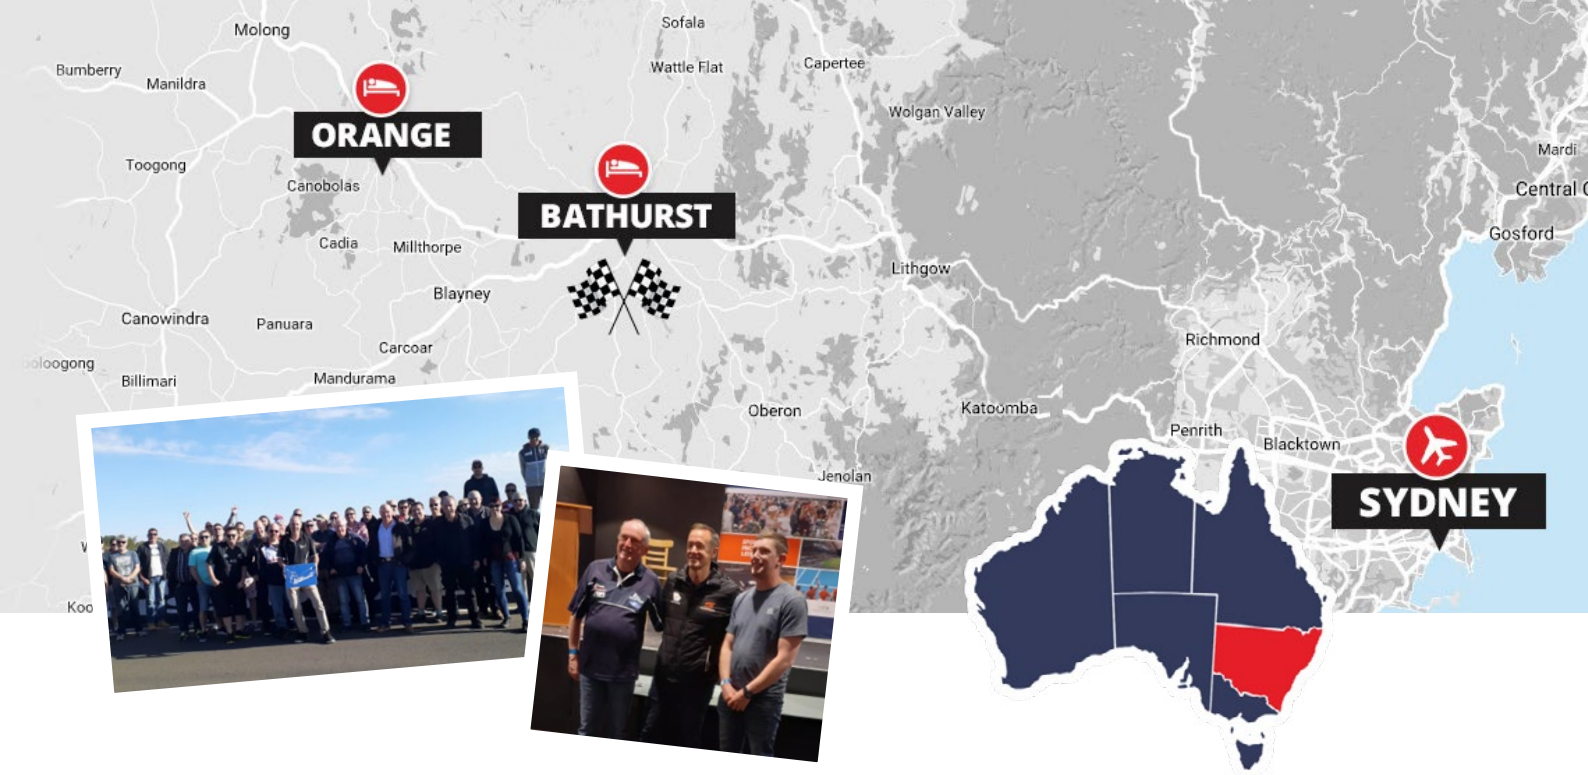 Molong
Sofala
Bumberry
Manildra
Wattle Flat
Capertee
Wolgan Valley
ORANGE
Mardi
Toogong
Canobolas
Central C
BATHURST
Gosford
Cadia
Millthorpe
Lithgow
Blayney
Canowindra
Panuara
Richmond
Carcoar
oologong
Billimari
Mandurama
Oberon
Katoomba
Penrith
Blacktown
Jenolan
SYDNEY
W
Koo